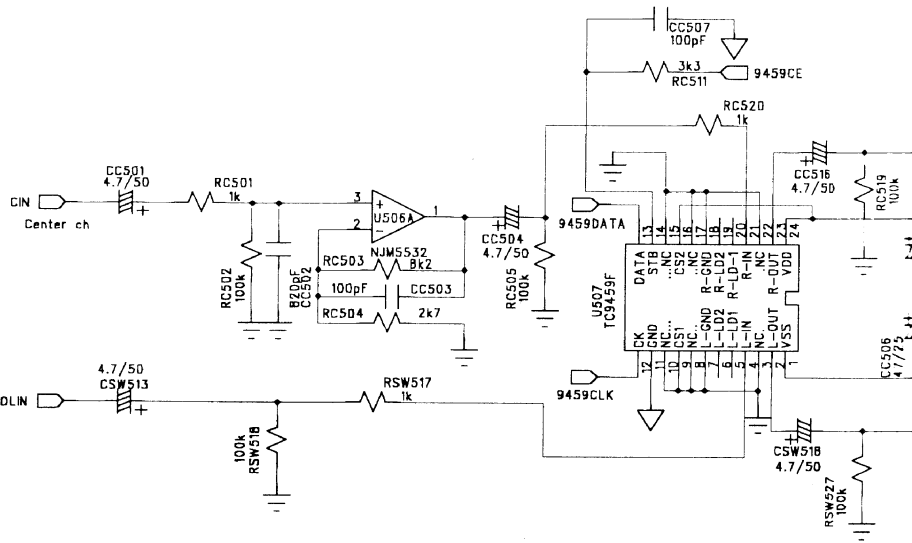 CC507
100pF
3k3
RC511
9459CE
RC520
1k
CC501
4.7/50
RC501
1k
CIN
Center ch
3
2
1
U506A
NJM5532
RC502
100k
820pF
CC502
RC503
8k2
100pF
CC503
RC504
2k7
CC504
4.7/50
RC505
100k
9459DATA
CC516
4.7/50
RC519
100k
13
14
15
16
17
18
19
20
21
22
23
24
DATA
STB
..NC
CS2
..NC
R-GND
R-LD2
R-LD-1
R-IN
..NC
R-OUT
VDD
U507
TC9459F
CK
GND
NC...
CS1
NC..
L-GND
L-LD2
L-LD1
L-IN
NC..
L-OUT
VSS
12
11
10
9
8
7
6
5
4
3
2
1
9459CLK
CC506
47/25
4.7/50
CSW513
OLIN
RSW517
1k
100k
RSW518
CSW518
4.7/50
RSW527
100k